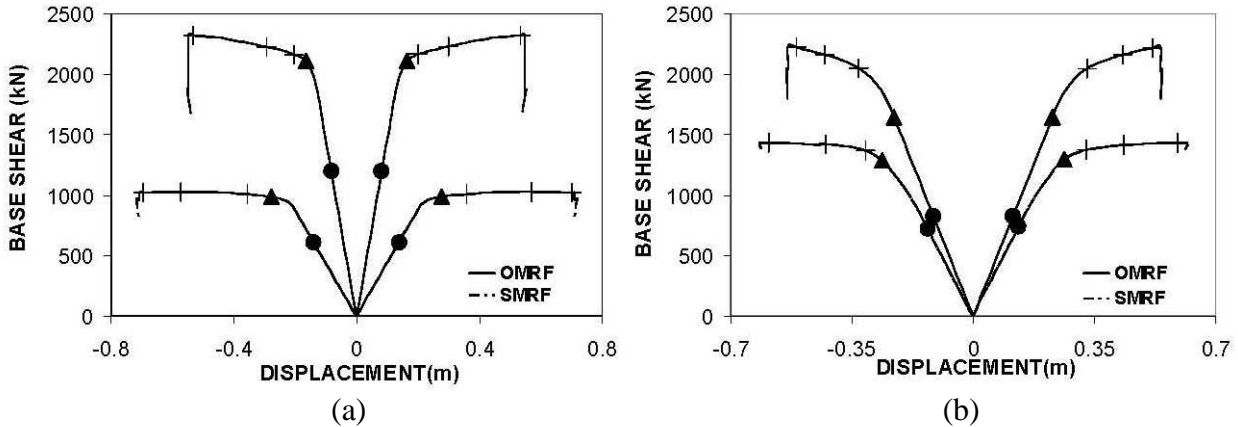 2500
2000
1500
1000
500
0
BASE SHEAR (kN)
-0.8 -0.4 0 0.4 0.8
DISPLACEMENT(m)
OMRF
SMRF
(a)
2500
2000
1500
1000
500
0
BASE SHEAR (kN)
-0.7 -0.35 0 0.35 0.7
DISPLACEMENT(m)
OMRF
SMRF
(b)